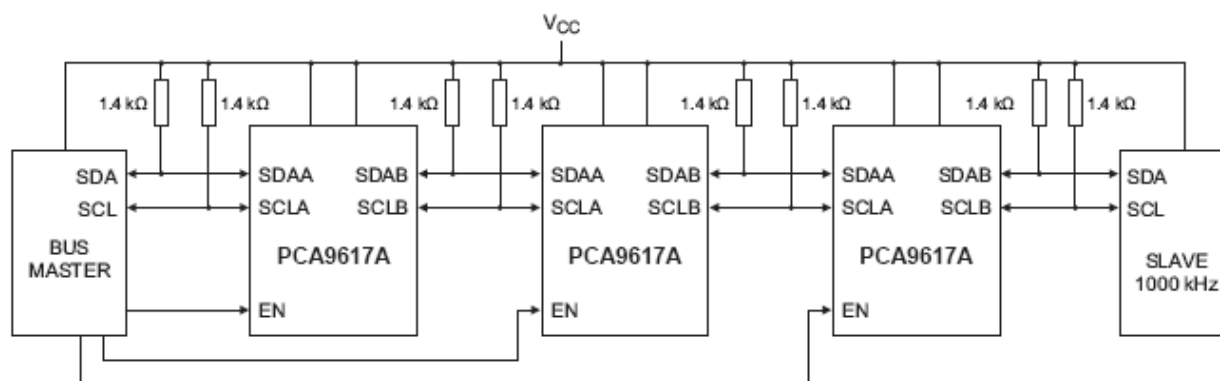 VCC
1.4 kΩ 1.4 kΩ 1.4 kΩ 1.4 kΩ 1.4 kΩ 1.4 kΩ 1.4 kΩ 1.4 kΩ
SDA SDAA SDAB SDAA SDAB SDAA SDAB SDA
SCL SCLA SCLB SCLA SCLB SCLA SCLB SCL
BUS
MASTER
PCA9617A PCA9617A PCA9617A
SLAVE
1000 kHz
EN EN EN